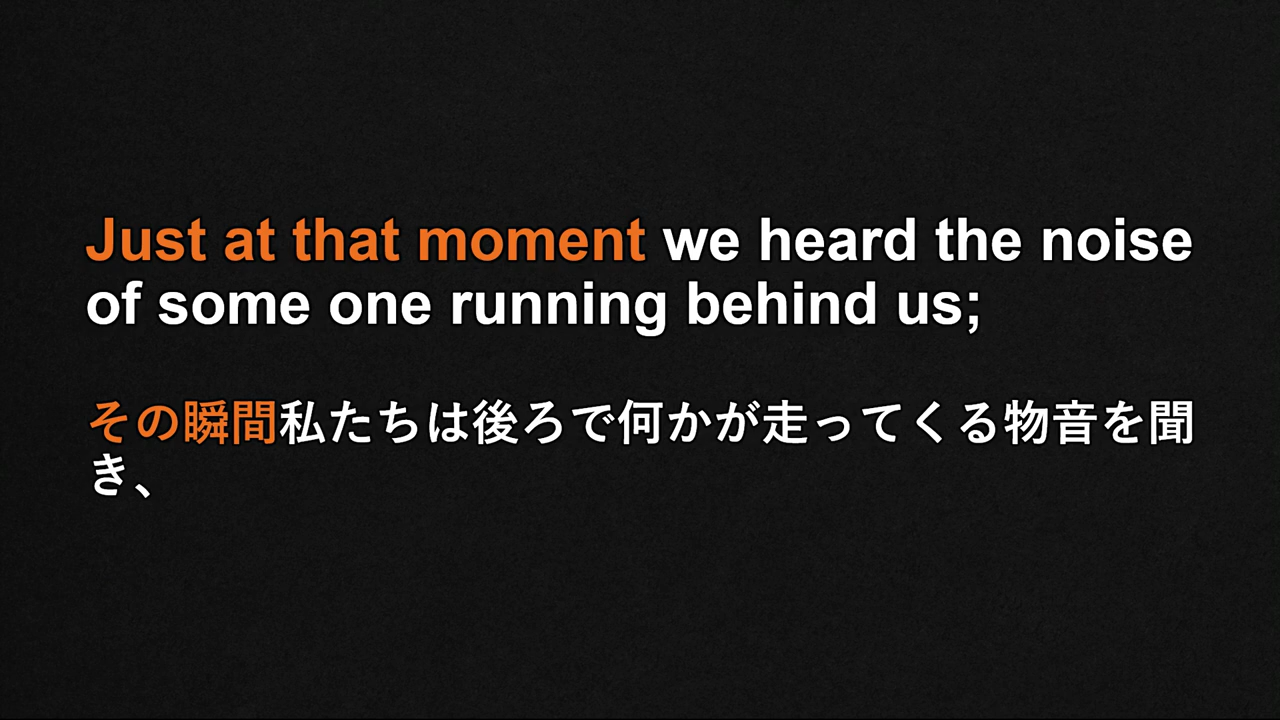 Just at that moment we heard the noise
of some one running behind us;
その瞬間私たちは後ろで何かが走ってくる物音を聞
き、